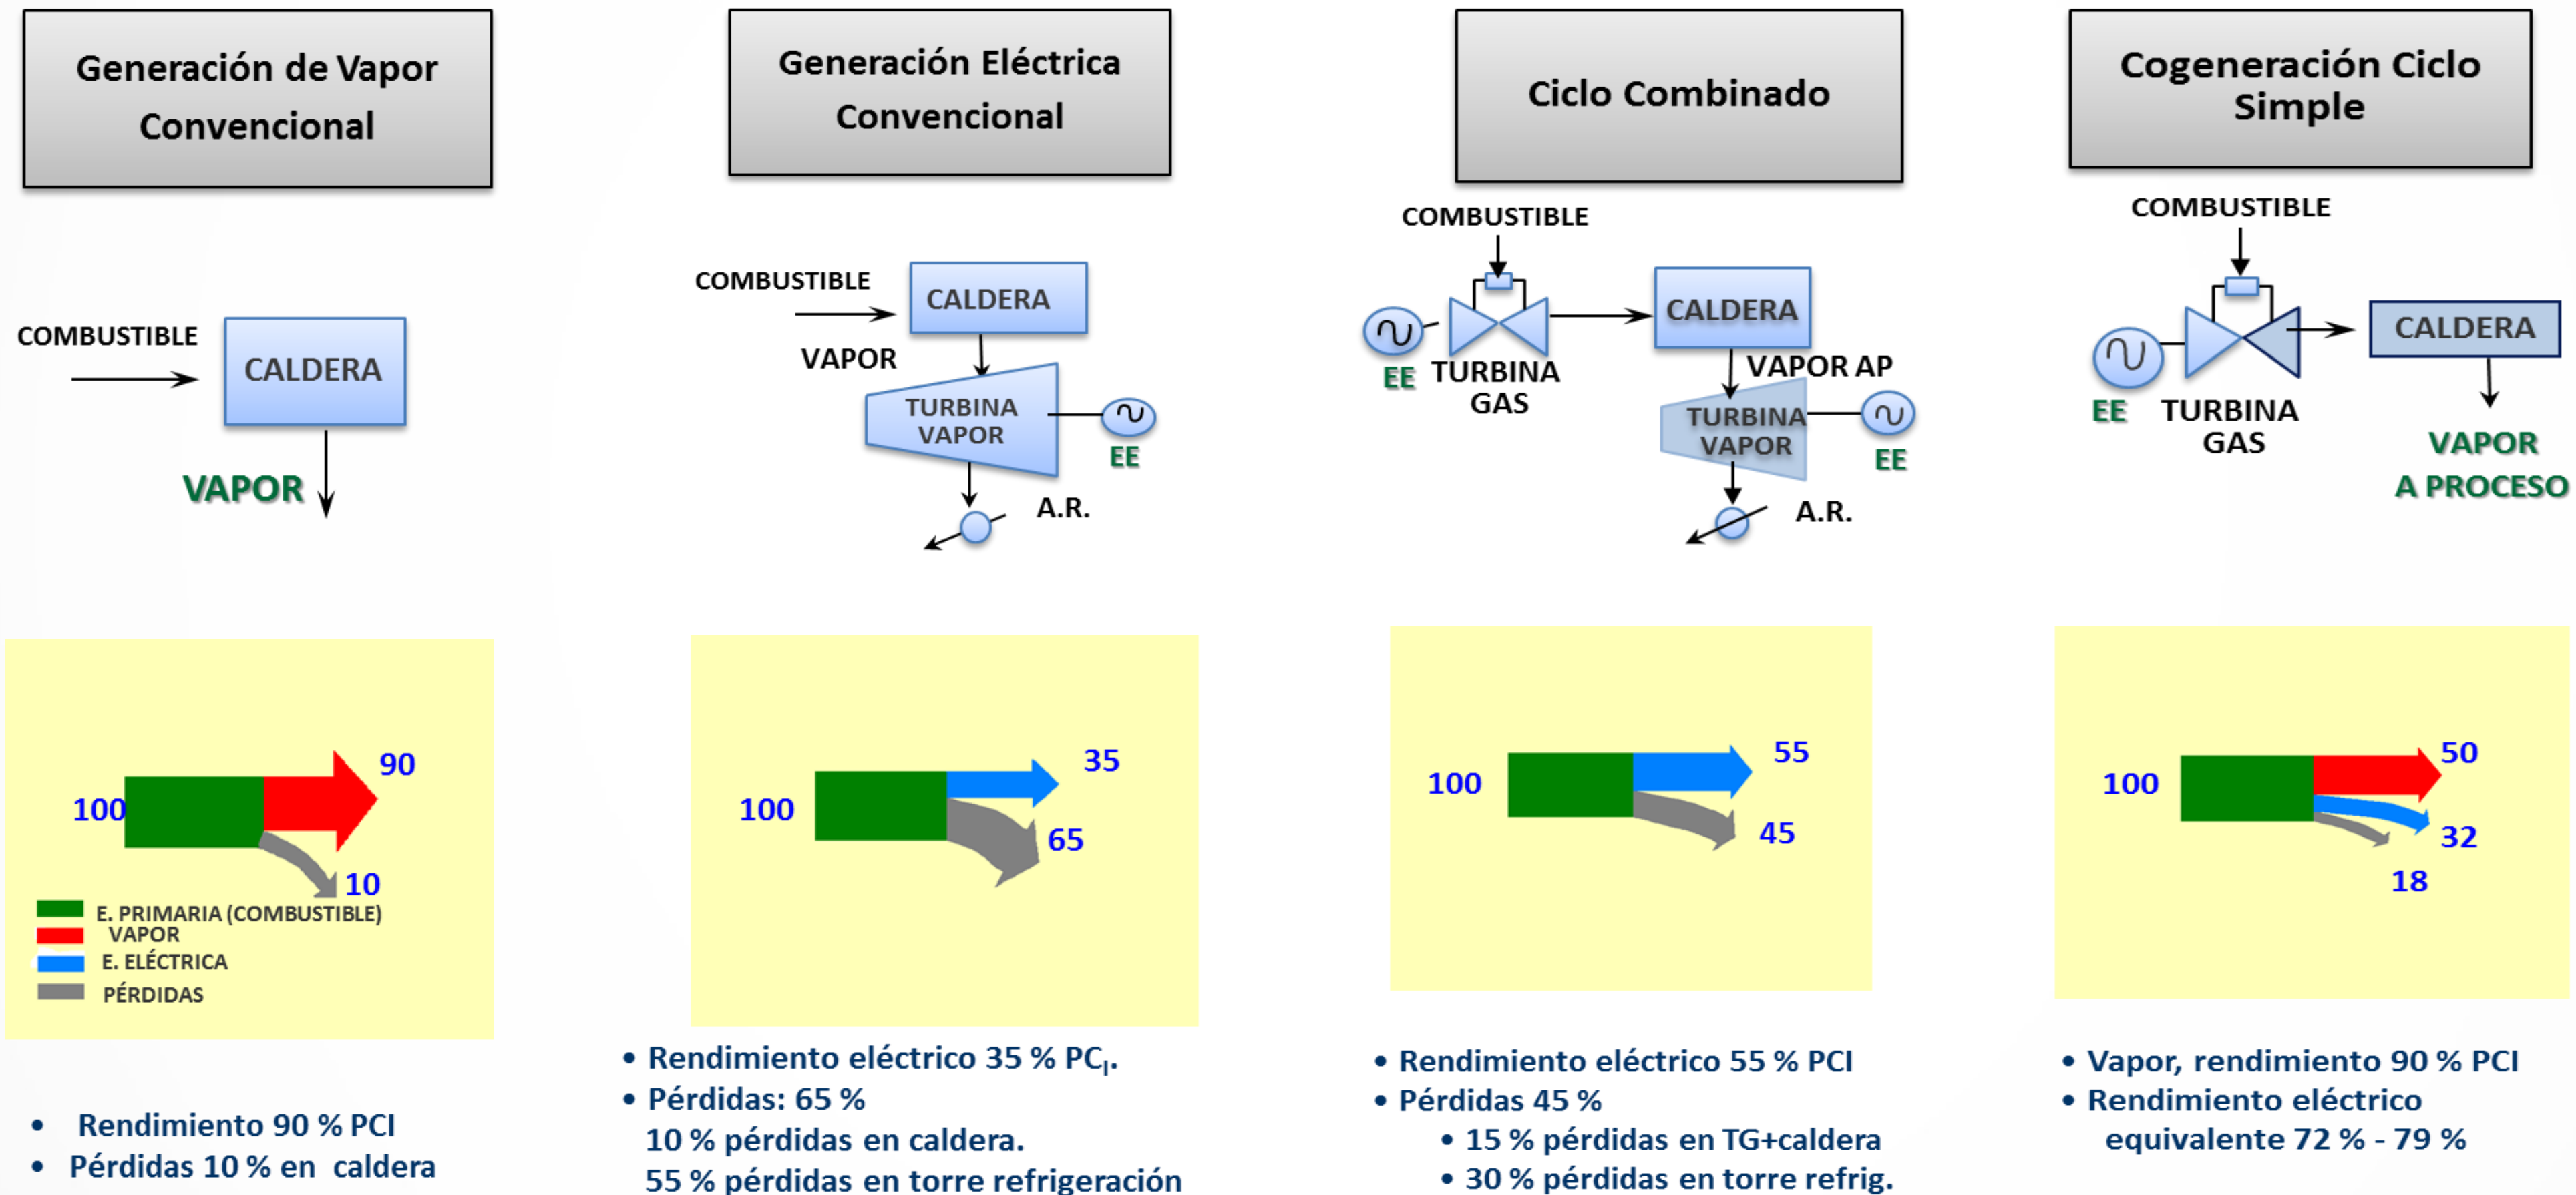 Generación de Vapor
Convencional
COMBUSTIBLE
CALDERA
VAPOR
100
90
10
E. PRIMARIA (COMBUSTIBLE)
VAPOR
E. ELÉCTRICA
PÉRDIDAS
• Rendimiento 90 % PCI
• Pérdidas 10 % en caldera
Generación Eléctrica
Convencional
COMBUSTIBLE
CALDERA
VAPOR
TURBINA
VAPOR
EE
A.R.
100
35
65
• Rendimiento eléctrico 35 % PCI.
• Pérdidas: 65 %
10 % pérdidas en caldera.
55 % pérdidas en torre refrigeración
Ciclo Combinado
COMBUSTIBLE
CALDERA
EE
TURBINA
GAS
VAPOR AP
TURBINA
VAPOR
EE
A.R.
100
55
45
• Rendimiento eléctrico 55 % PCI
• Pérdidas 45 %
• 15 % pérdidas en TG+caldera
• 30 % pérdidas en torre refrig.
Cogeneración Ciclo
Simple
COMBUSTIBLE
CALDERA
EE
TURBINA
GAS
VAPOR
A PROCESO
100
50
32
18
• Vapor, rendimiento 90 % PCI
• Rendimiento eléctrico
equivalente 72 % - 79 %